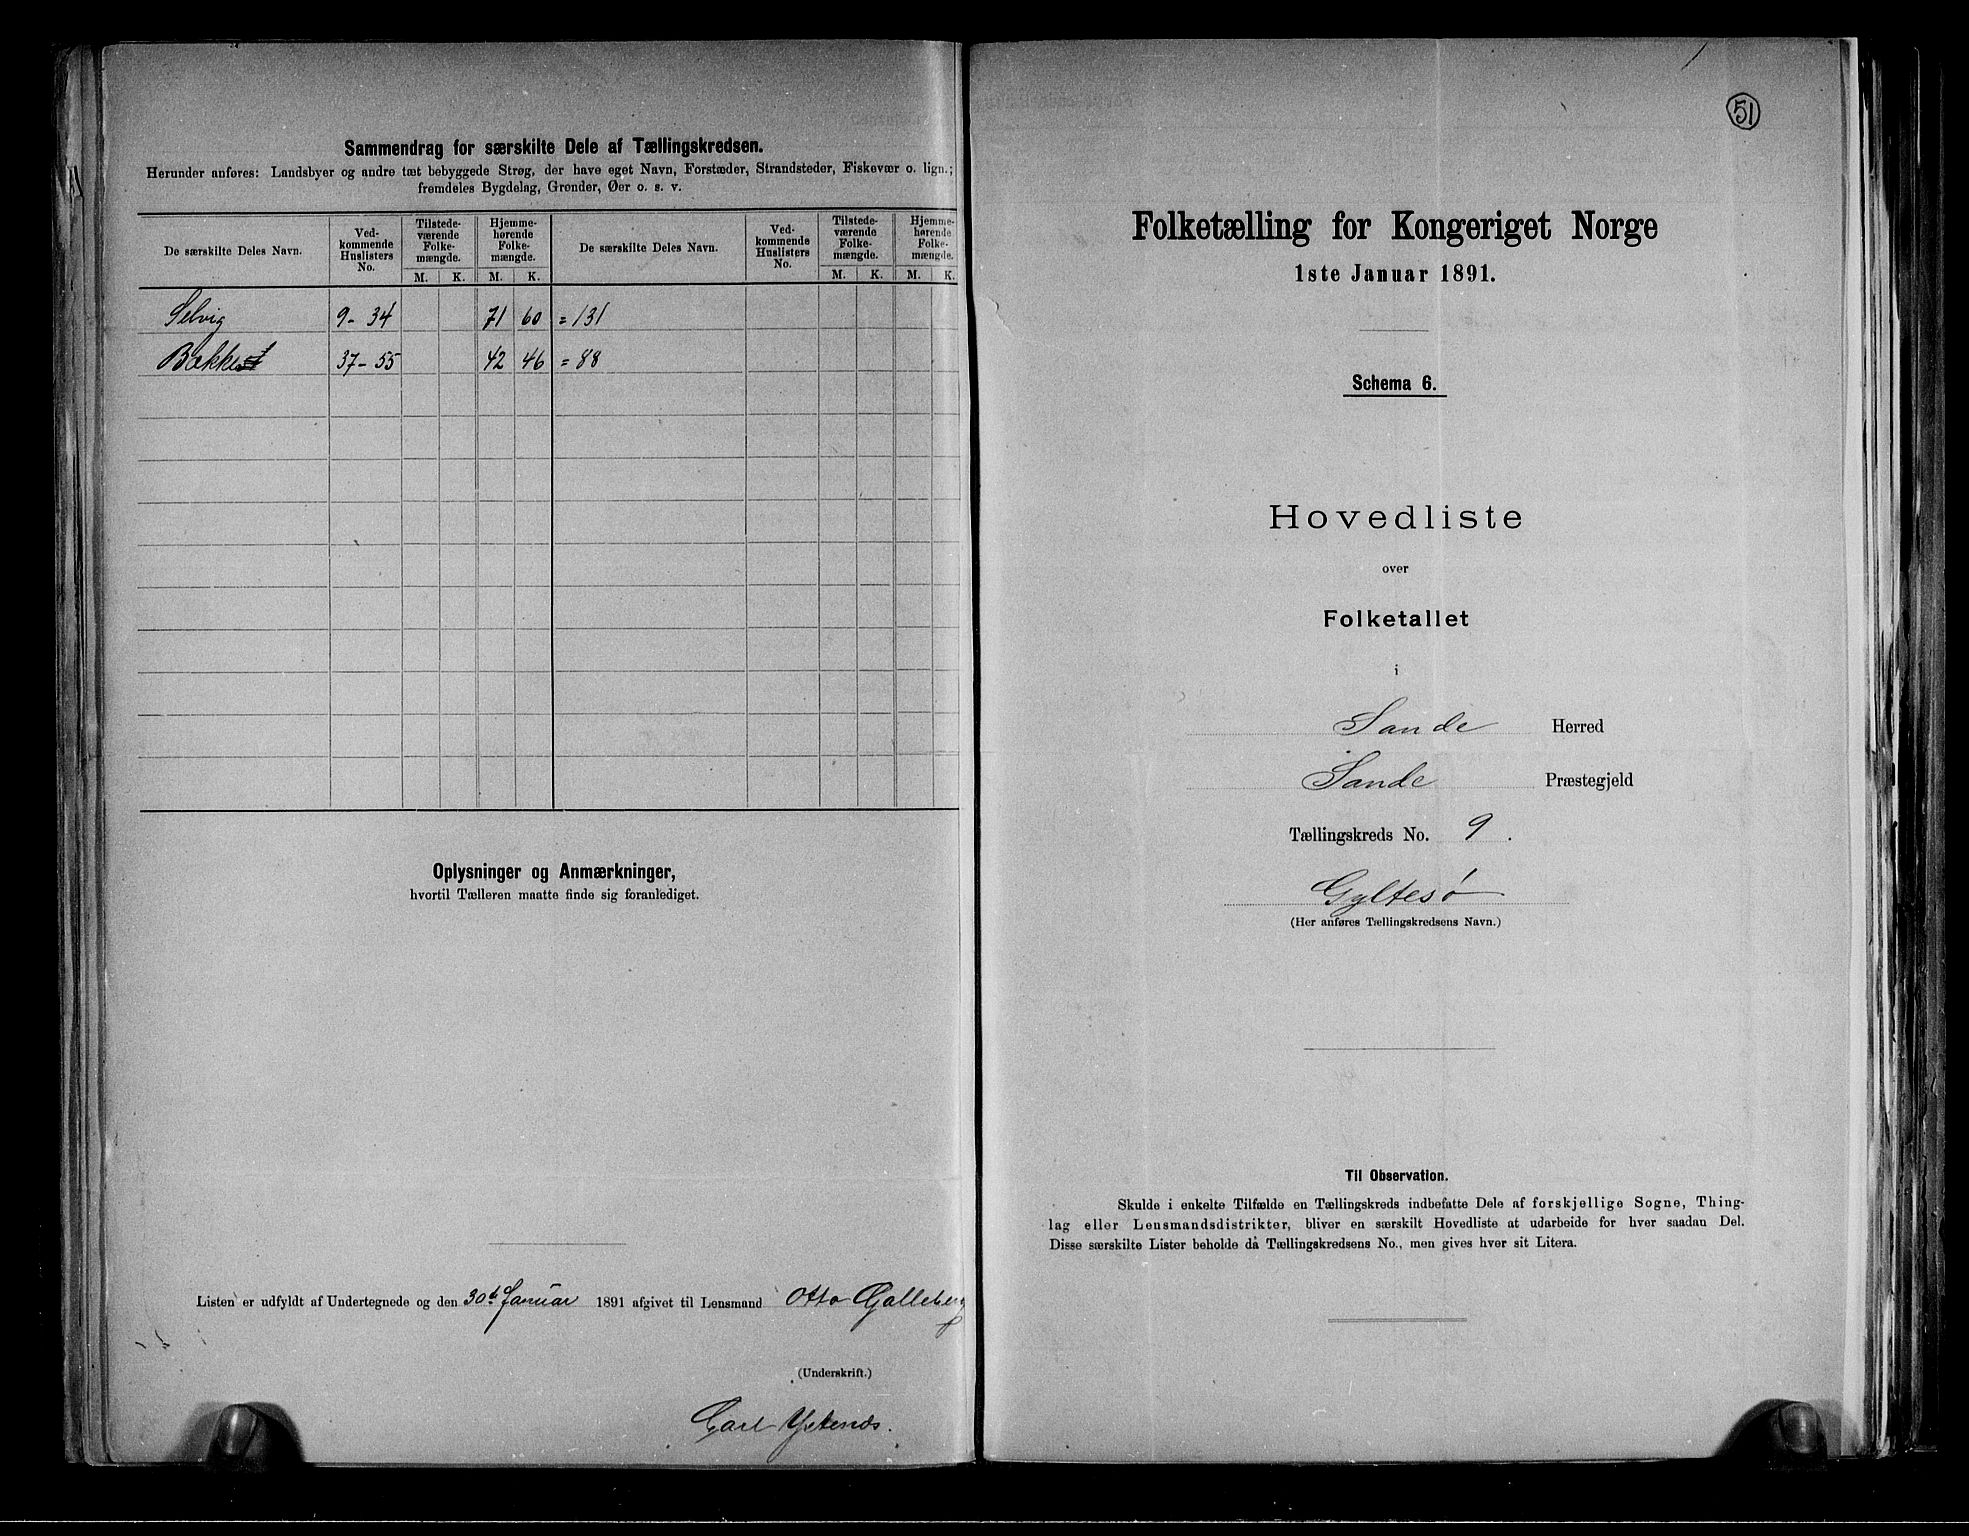 Sammendrag for særskilte Dele af Tællingskredsen.
Herunder anføres: Landsbyer og andre tæt bebyggede Strøg, der have eget Navn, Forstæder, Strandsteder, Fiskevær o. lign.;
fremdeles Bygdelag, Grønder, Øer o. s. v.
De særskilte Deles Navn.
Ved-
kommende
Huslisters
No.
Tilstede-
værende
Folke-
mængde.
Hjemme-
hørende
Folke-
mængde.
De særskilte Deles Navn.
Ved-
kommende
Huslisters
No.
Tilstede-
værende
Folke-
mængde.
Hjemme-
hørende
Folke-
mængde.
M. K. M. K. M. K. M. K.
Selvig 9-34 71 60 = 131
Bække 37-55 42 46 = 88
Oplysninger og Anmærkninger,
hvortil Tælleren maatte finde sig foranlediget.
Listen er udfyldt af Undertegnede og den 30te Januar 1891 afgivet til Lensmand Otto Galleberg
(Underskrift.)
Carl
51
Folketælling for Kongeriget Norge
1ste Januar 1891.
Schema 6.
Hovedliste
over
Folketallet
i
Sande Herred
Sande Præstegjeld
Tællingskreds No. 9.
Gyltesø
(Her anføres Tællingskredsens Navn.)
Til Observation.
Skulde i enkelte Tilfælde en Tællingskreds indbefatte Dele af forskjellige Sogne, Thing-
lag eller Lensmandsdistrikter, bliver en særskilt Hovedliste at udarbeide for hver saadan Del.
Disse særskilte Lister beholde då Tællingskredsens No., men gives hver sit Litera.